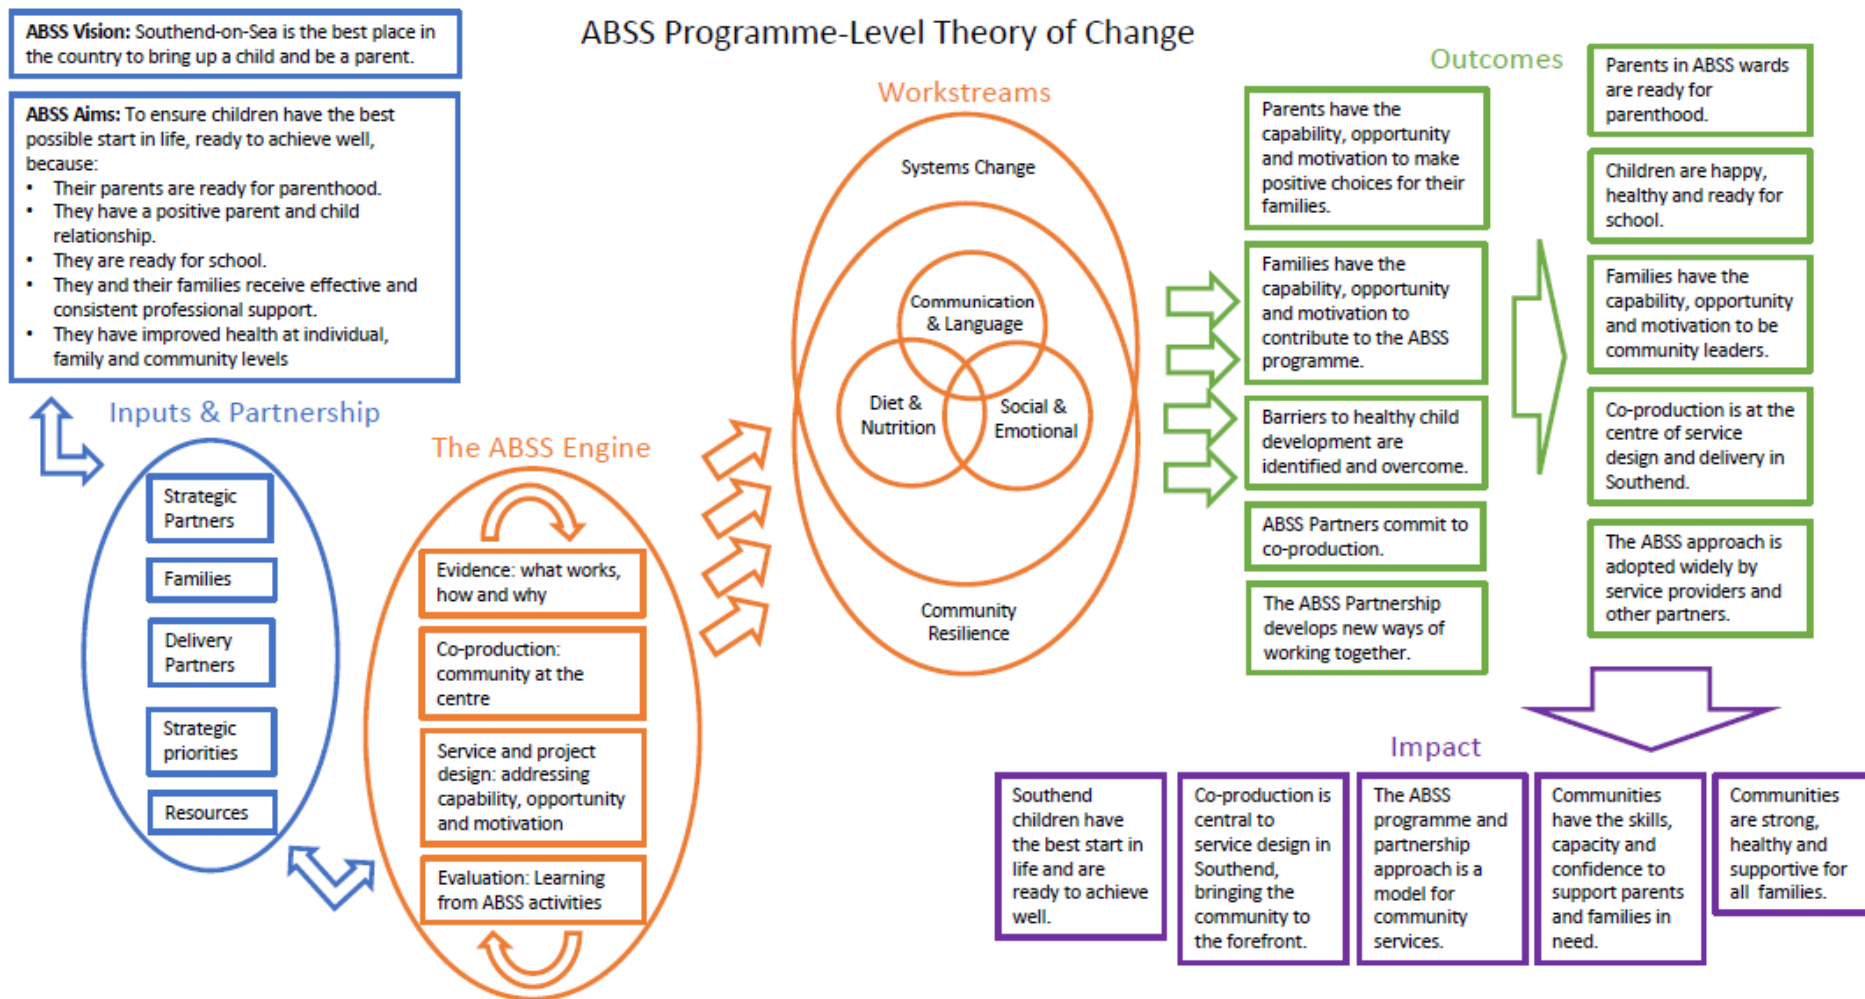 ABSS Programme-Level Theory of Change
ABSS Vision: Southend-on-Sea is the best place in
the country to bring up a child and be a parent.
ABSS Aims: To ensure children have the best
possible start in life, ready to achieve well,
because:
• Their parents are ready for parenthood.
• They have a positive parent and child
relationship.
• They are ready for school.
• They and their families receive effective and
consistent professional support.
• They have improved health at individual,
family and community levels
Inputs & Partnership
Strategic
Partners
Families
Delivery
Partners
Strategic
priorities
Resources
The ABSS Engine
Evidence: what works,
how and why
Co-production:
community at the
centre
Service and project
design: addressing
capability, opportunity
and motivation
Evaluation: Learning
from ABSS activities
Workstreams
Systems Change
Communication
& Language
Diet &
Nutrition
Social &
Emotional
Community
Resilience
Outcomes
Parents have the
capability, opportunity
and motivation to make
positive choices for their
families.
Families have the
capability, opportunity
and motivation to
contribute to the ABSS
programme.
Barriers to healthy child
development are
identified and overcome.
ABSS Partners commit to
co-production.
The ABSS Partnership
develops new ways of
working together.
Parents in ABSS wards
are ready for
parenthood.
Children are happy,
healthy and ready for
school.
Families have the
capability, opportunity
and motivation to be
community leaders.
Co-production is at the
centre of service
design and delivery in
Southend.
The ABSS approach is
adopted widely by
service providers and
other partners.
Impact
Southend
children have
the best start in
life and are
ready to achieve
well.
Co-production is
central to
service design in
Southend,
bringing the
community to
the forefront.
The ABSS
programme and
partnership
approach is a
model for
community
services.
Communities
have the skills,
capacity and
confidence to
support parents
and families in
need.
Communities
are strong,
healthy and
supportive for
all families.